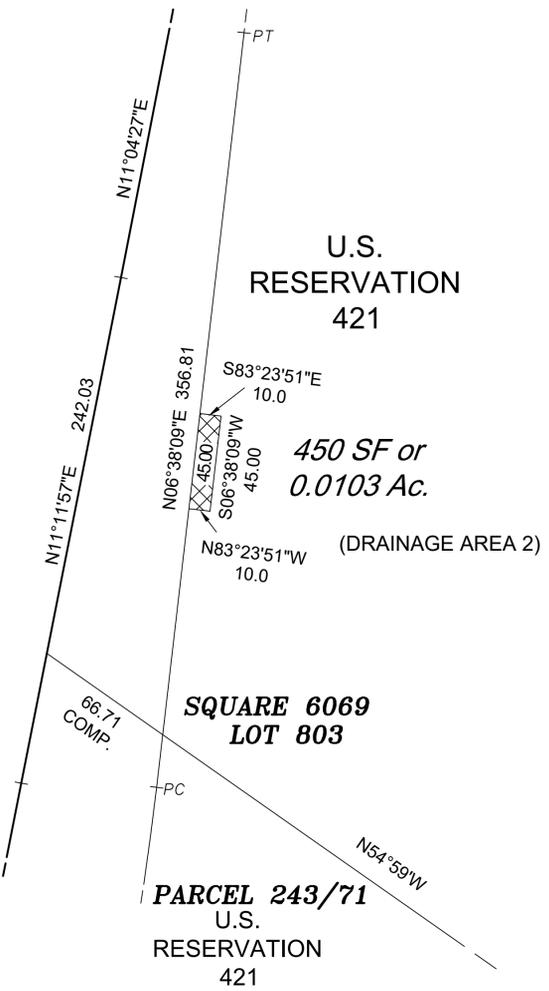 PT
N11°04'27"E
U.S.
RESERVATION
421
S83°23'51"E
10.0
N06°38'09"E 356.81
45.00
S06°38'09"W
45.00
450 SF or
0.0103 Ac.
N11°11'57"E 242.03
(DRAINAGE AREA 2)
N83°23'51"W
10.0
66.71
COMP.
SQUARE 6069
LOT 803
PC
N54°59'W
PARCEL 243/71
U.S.
RESERVATION
421